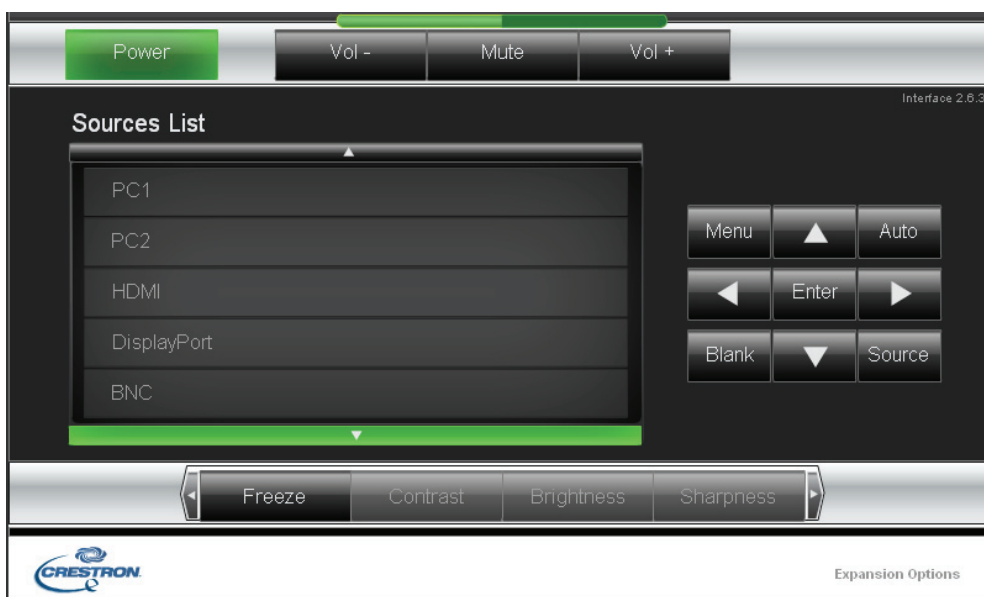 Power
Vol -
Mute
Vol +
Interface 2.6.3
Sources List
PC1
PC2
HDMI
DisplayPort
BNC
Menu
Auto
Enter
Blank
Source
Freeze
Contrast
Brightness
Sharpness
CRESTRON
Expansion Options